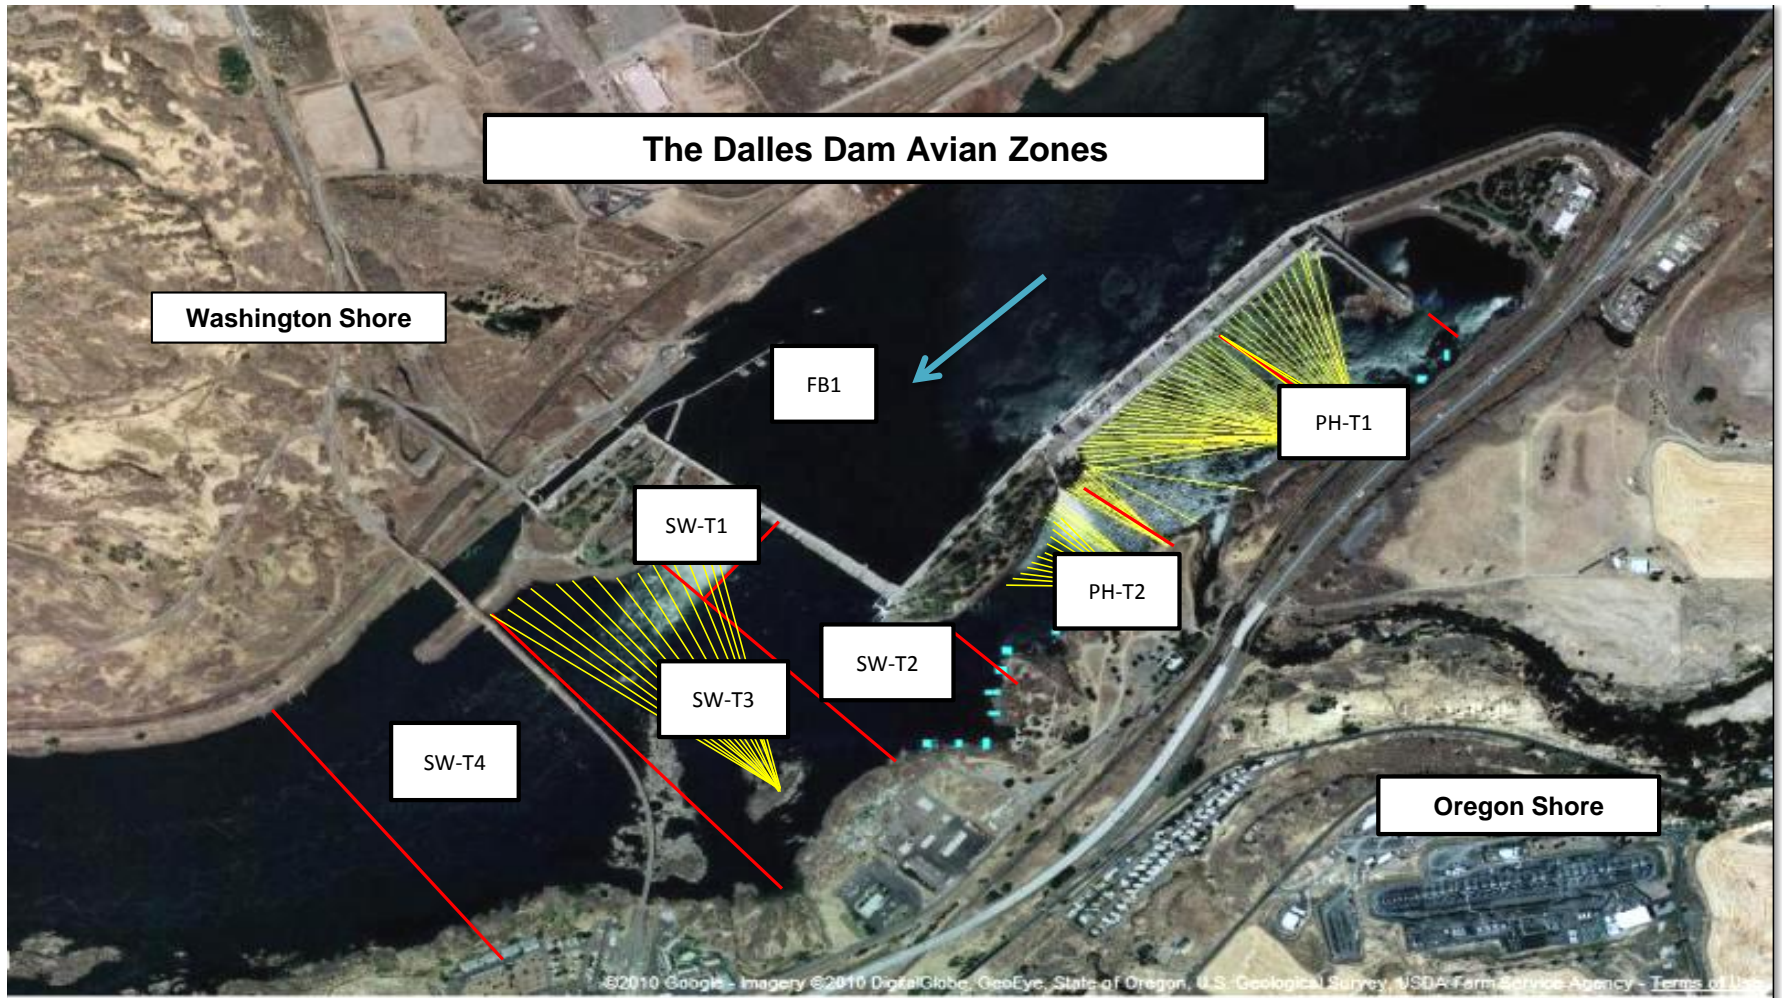 The Dalles Dam Avian Zones
Washington Shore
FB1
PH-T1
SW-T1
PH-T2
SW-T2
SW-T3
SW-T4
Oregon Shore
©2010 Google - Imagery ©2010 DigitalGlobe, GeoEye, State of Oregon, U.S. Geological Survey, USDA Farm Service Agency - Terms of Use